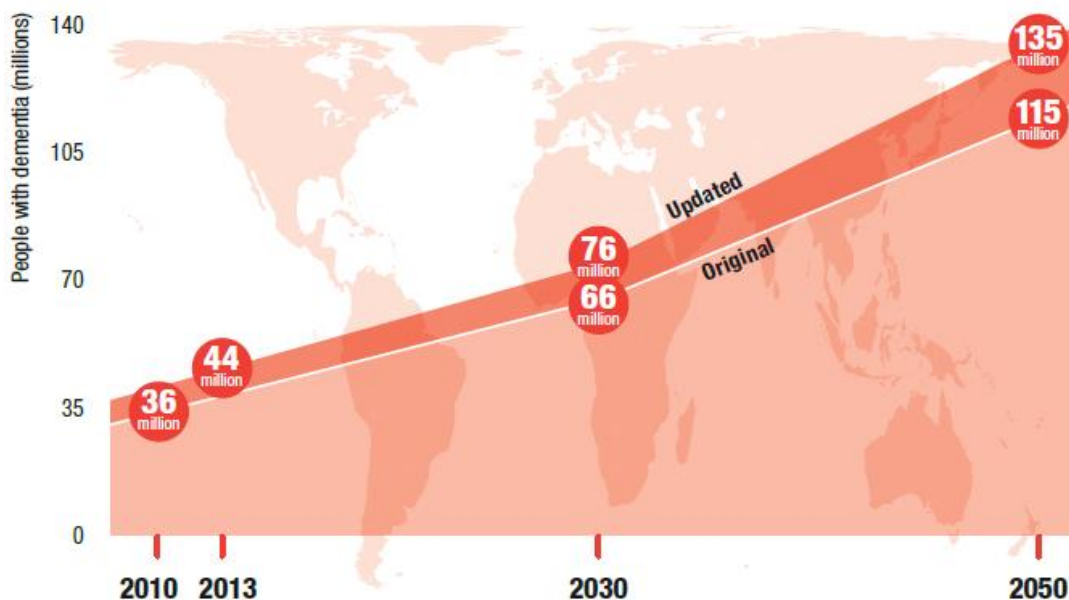 People with dementia (millions)
140
105
70
35
0
36
million
44
million
76
million
66
million
135
million
115
million
Updated
Original
2010
2013
2030
2050